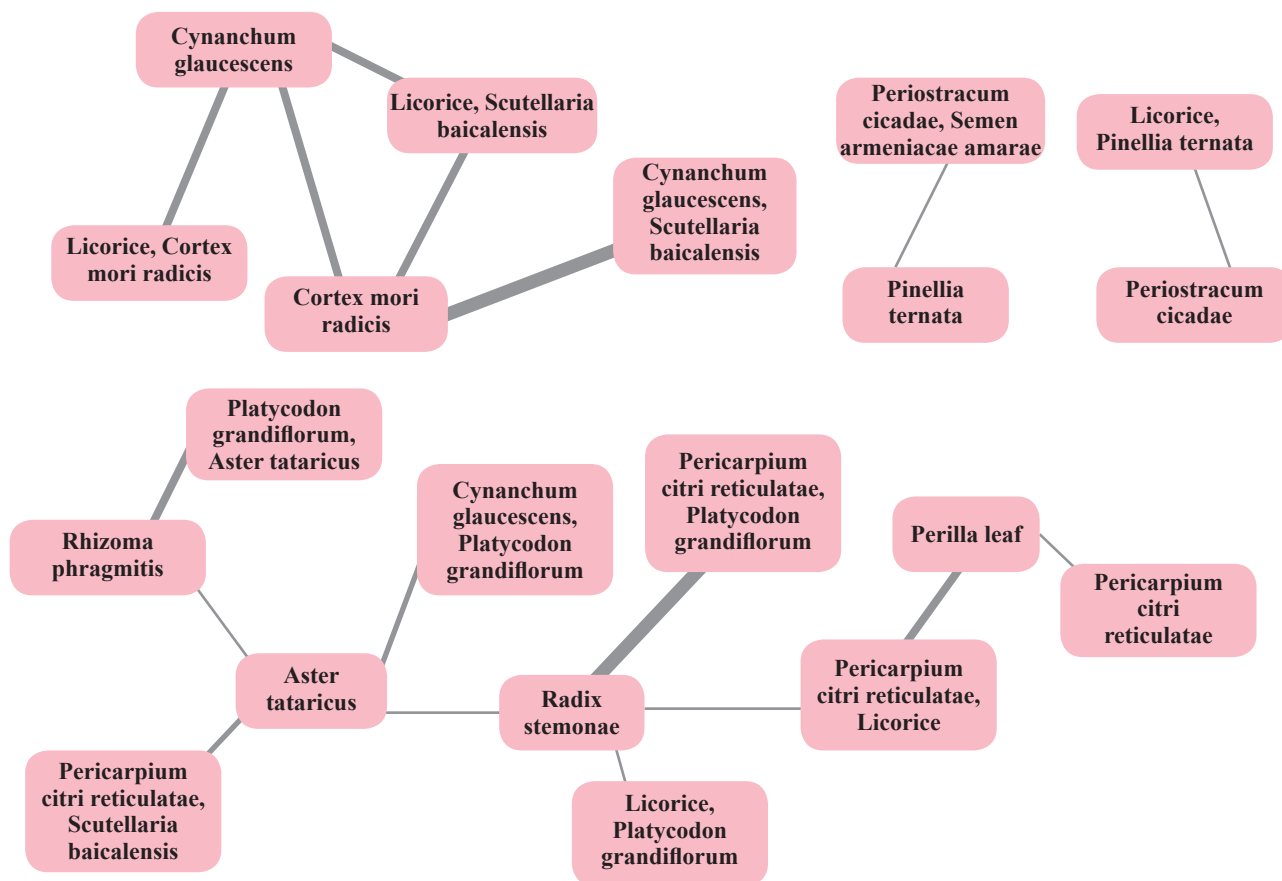 Cynanchum
glaucescens
Licorice, Scutellaria
baicalensis
Periostracum
cicadae, Semen
armeniacae amarae
Licorice,
Pinellia ternata
Cynanchum
glaucescens,
Scutellaria
baicalensis
Licorice, Cortex
mori radicis
Cortex mori
radicis
Pinellia
ternata
Periostracum
cicadae
Platycodon
grandiflorum,
Aster tataricus
Rhizoma
phragmitis
Cynanchum
glaucescens,
Platycodon
grandiflorum
Pericarpium
citri reticulatae,
Platycodon
grandiflorum
Perilla leaf
Pericarpium
citri
reticulatae
Aster
tataricus
Radix
stemonae
Pericarpium
citri reticulatae,
Licorice
Pericarpium
citri reticulatae,
Scutellaria
baicalensis
Licorice,
Platycodon
grandiflorum